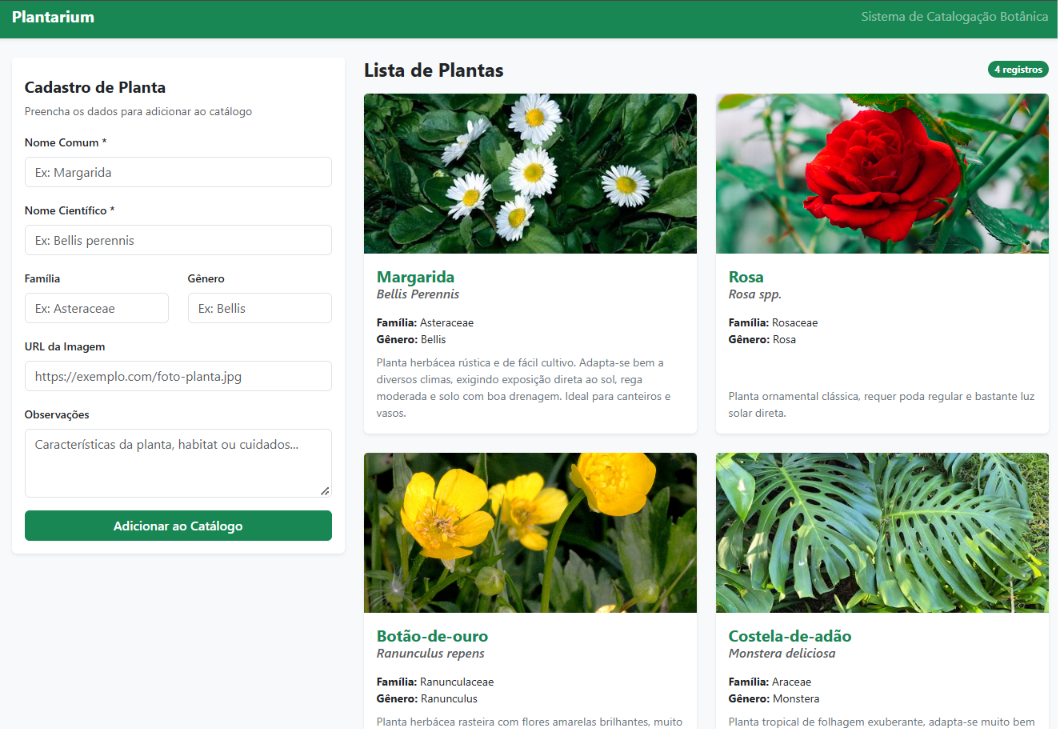 Plantarium
Sistema de Catalogação Botânica
Cadastro de Planta
Preencha os dados para adicionar ao catálogo
Nome Comum *
Ex: Margarida
Nome Científico *
Ex: Bellis perennis
Família
Gênero
Ex: Asteraceae
Ex: Bellis
URL da Imagem
https://exemplo.com/foto-planta.jpg
Observações
Características da planta, habitat ou cuidados...
Adicionar ao Catálogo
Lista de Plantas
4 registros
Margarida
Bellis Perennis
Família: Asteraceae
Gênero: Bellis
Planta herbácea rústica e de fácil cultivo. Adapta-se bem a
diversos climas, exigindo exposição direta ao sol, rega
moderada e solo com boa drenagem. Ideal para canteiros e
vasos.
Rosa
Rosa spp.
Família: Rosaceae
Gênero: Rosa
Planta ornamental clássica, requer poda regular e bastante luz
solar direta.
Botão-de-ouro
Ranunculus repens
Família: Ranunculaceae
Gênero: Ranunculus
Planta herbácea rasteira com flores amarelas brilhantes, muito
Costela-de-adão
Monstera deliciosa
Família: Araceae
Gênero: Monstera
Planta tropical de folhagem exuberante, adapta-se muito bem